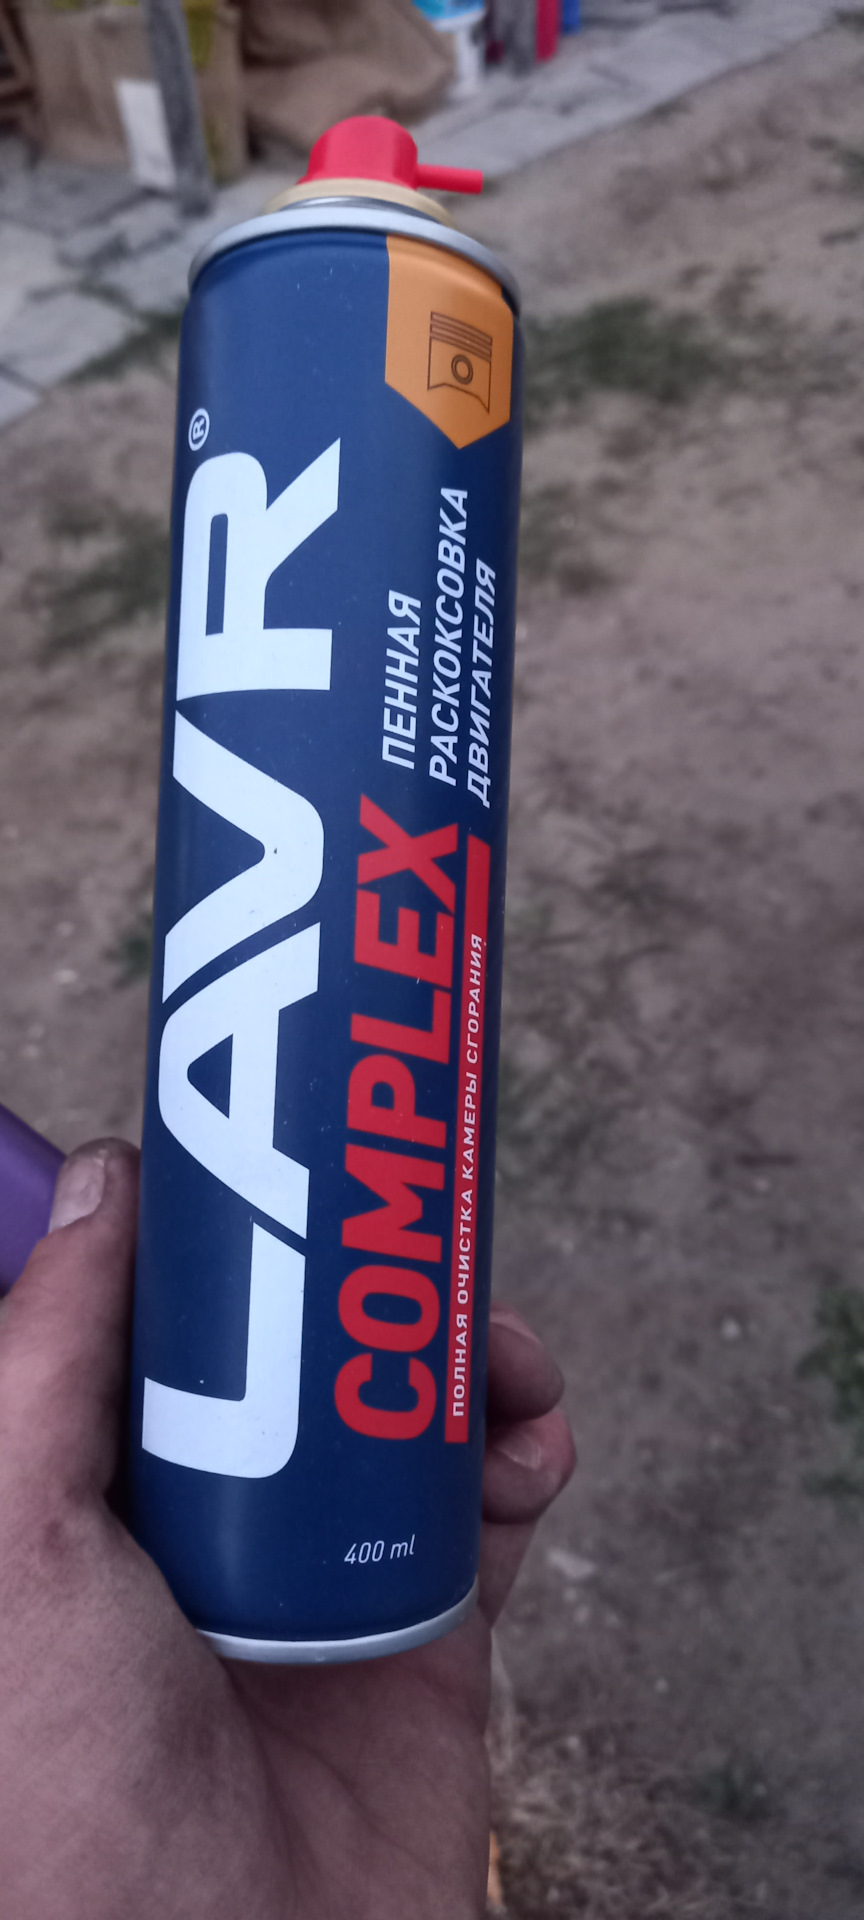 LAVR®
COMPLEX
ПЕННАЯ
РАСКОКСОВКА
ДВИГАТЕЛЯ
ПОЛНАЯ ОЧИСТКА КАМЕРЫ СГОРАНИЯ
400 ml